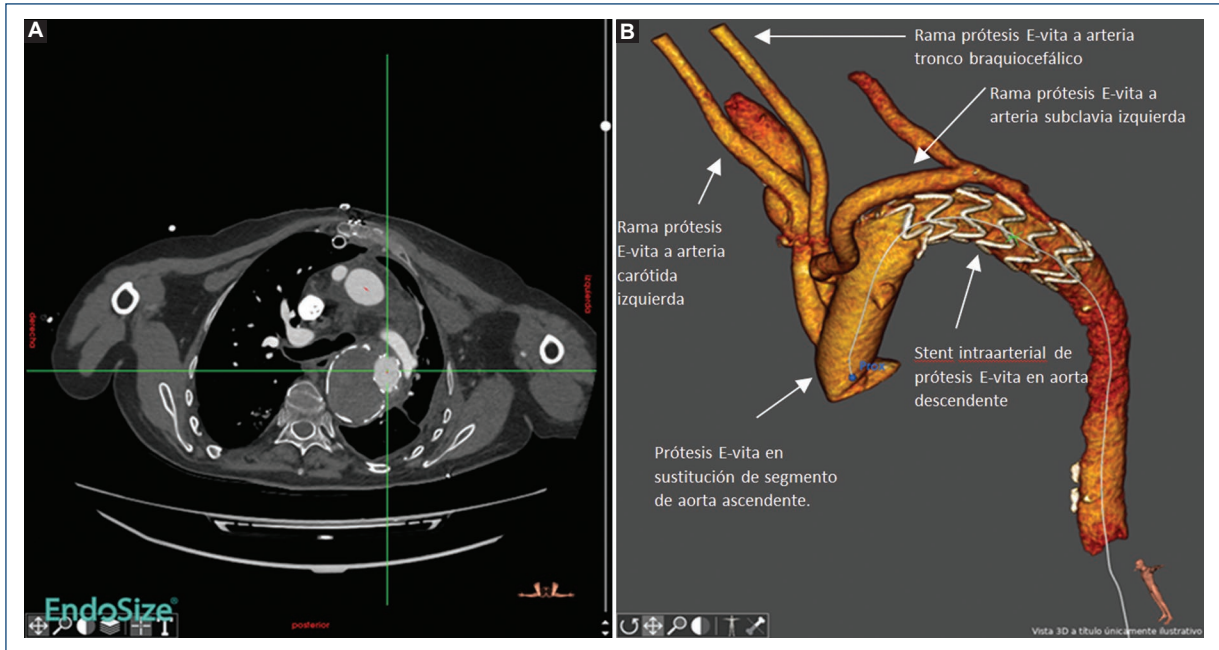 A
derecha
izquierda
EndoSize®
posterior
B
Rama prótesis E-vita a arteria
tronco braquiocefálico
Rama prótesis E-vita a
arteria subclavia izquierda
Rama prótesis
E-vita a arteria
carótida
izquierda
Stent intraarterial de
prótesis E-vita en aorta
descendente
Prótesis E-vita en
sustitución de segmento
de aorta ascendente.
Vista 3D a título únicamente ilustrativo